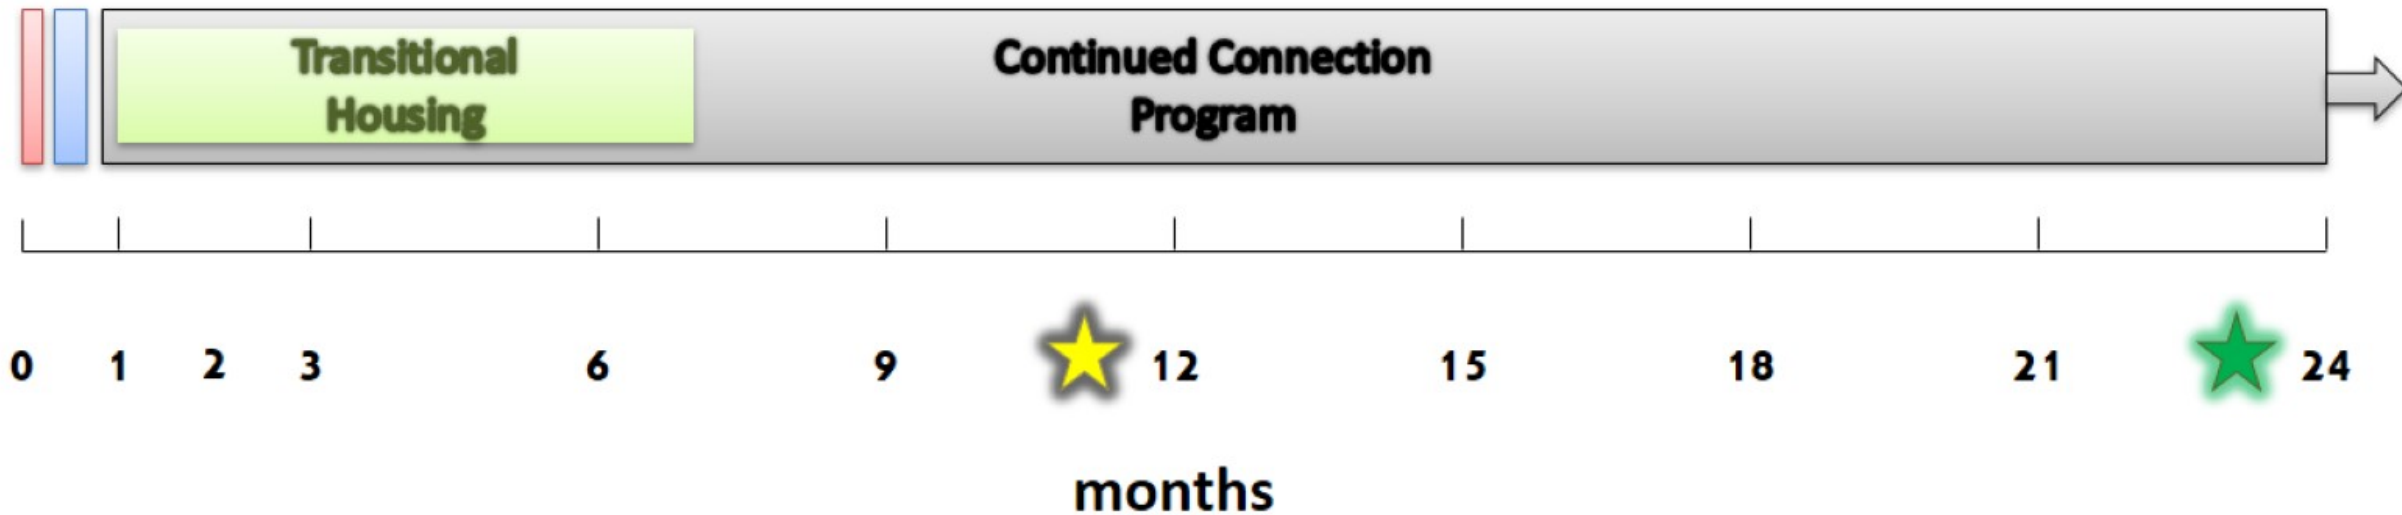 Transitional
Housing
Continued Connection
Program
0 1 2 3 6 9 12 15 18 21 24
months